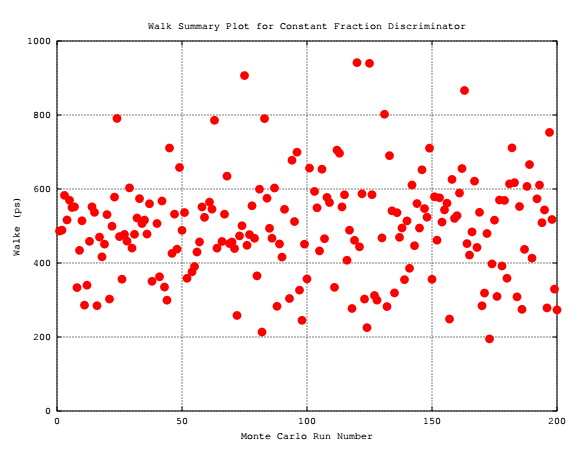 Walk Summary Plot for Constant Fraction Discriminator
1000
800
600
400
200
0
Walke (ps)
0 50 100 150 200
Monte Carlo Run Number